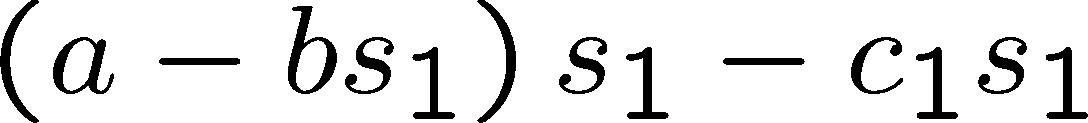 (a − bs₁) s₁ − c₁s₁